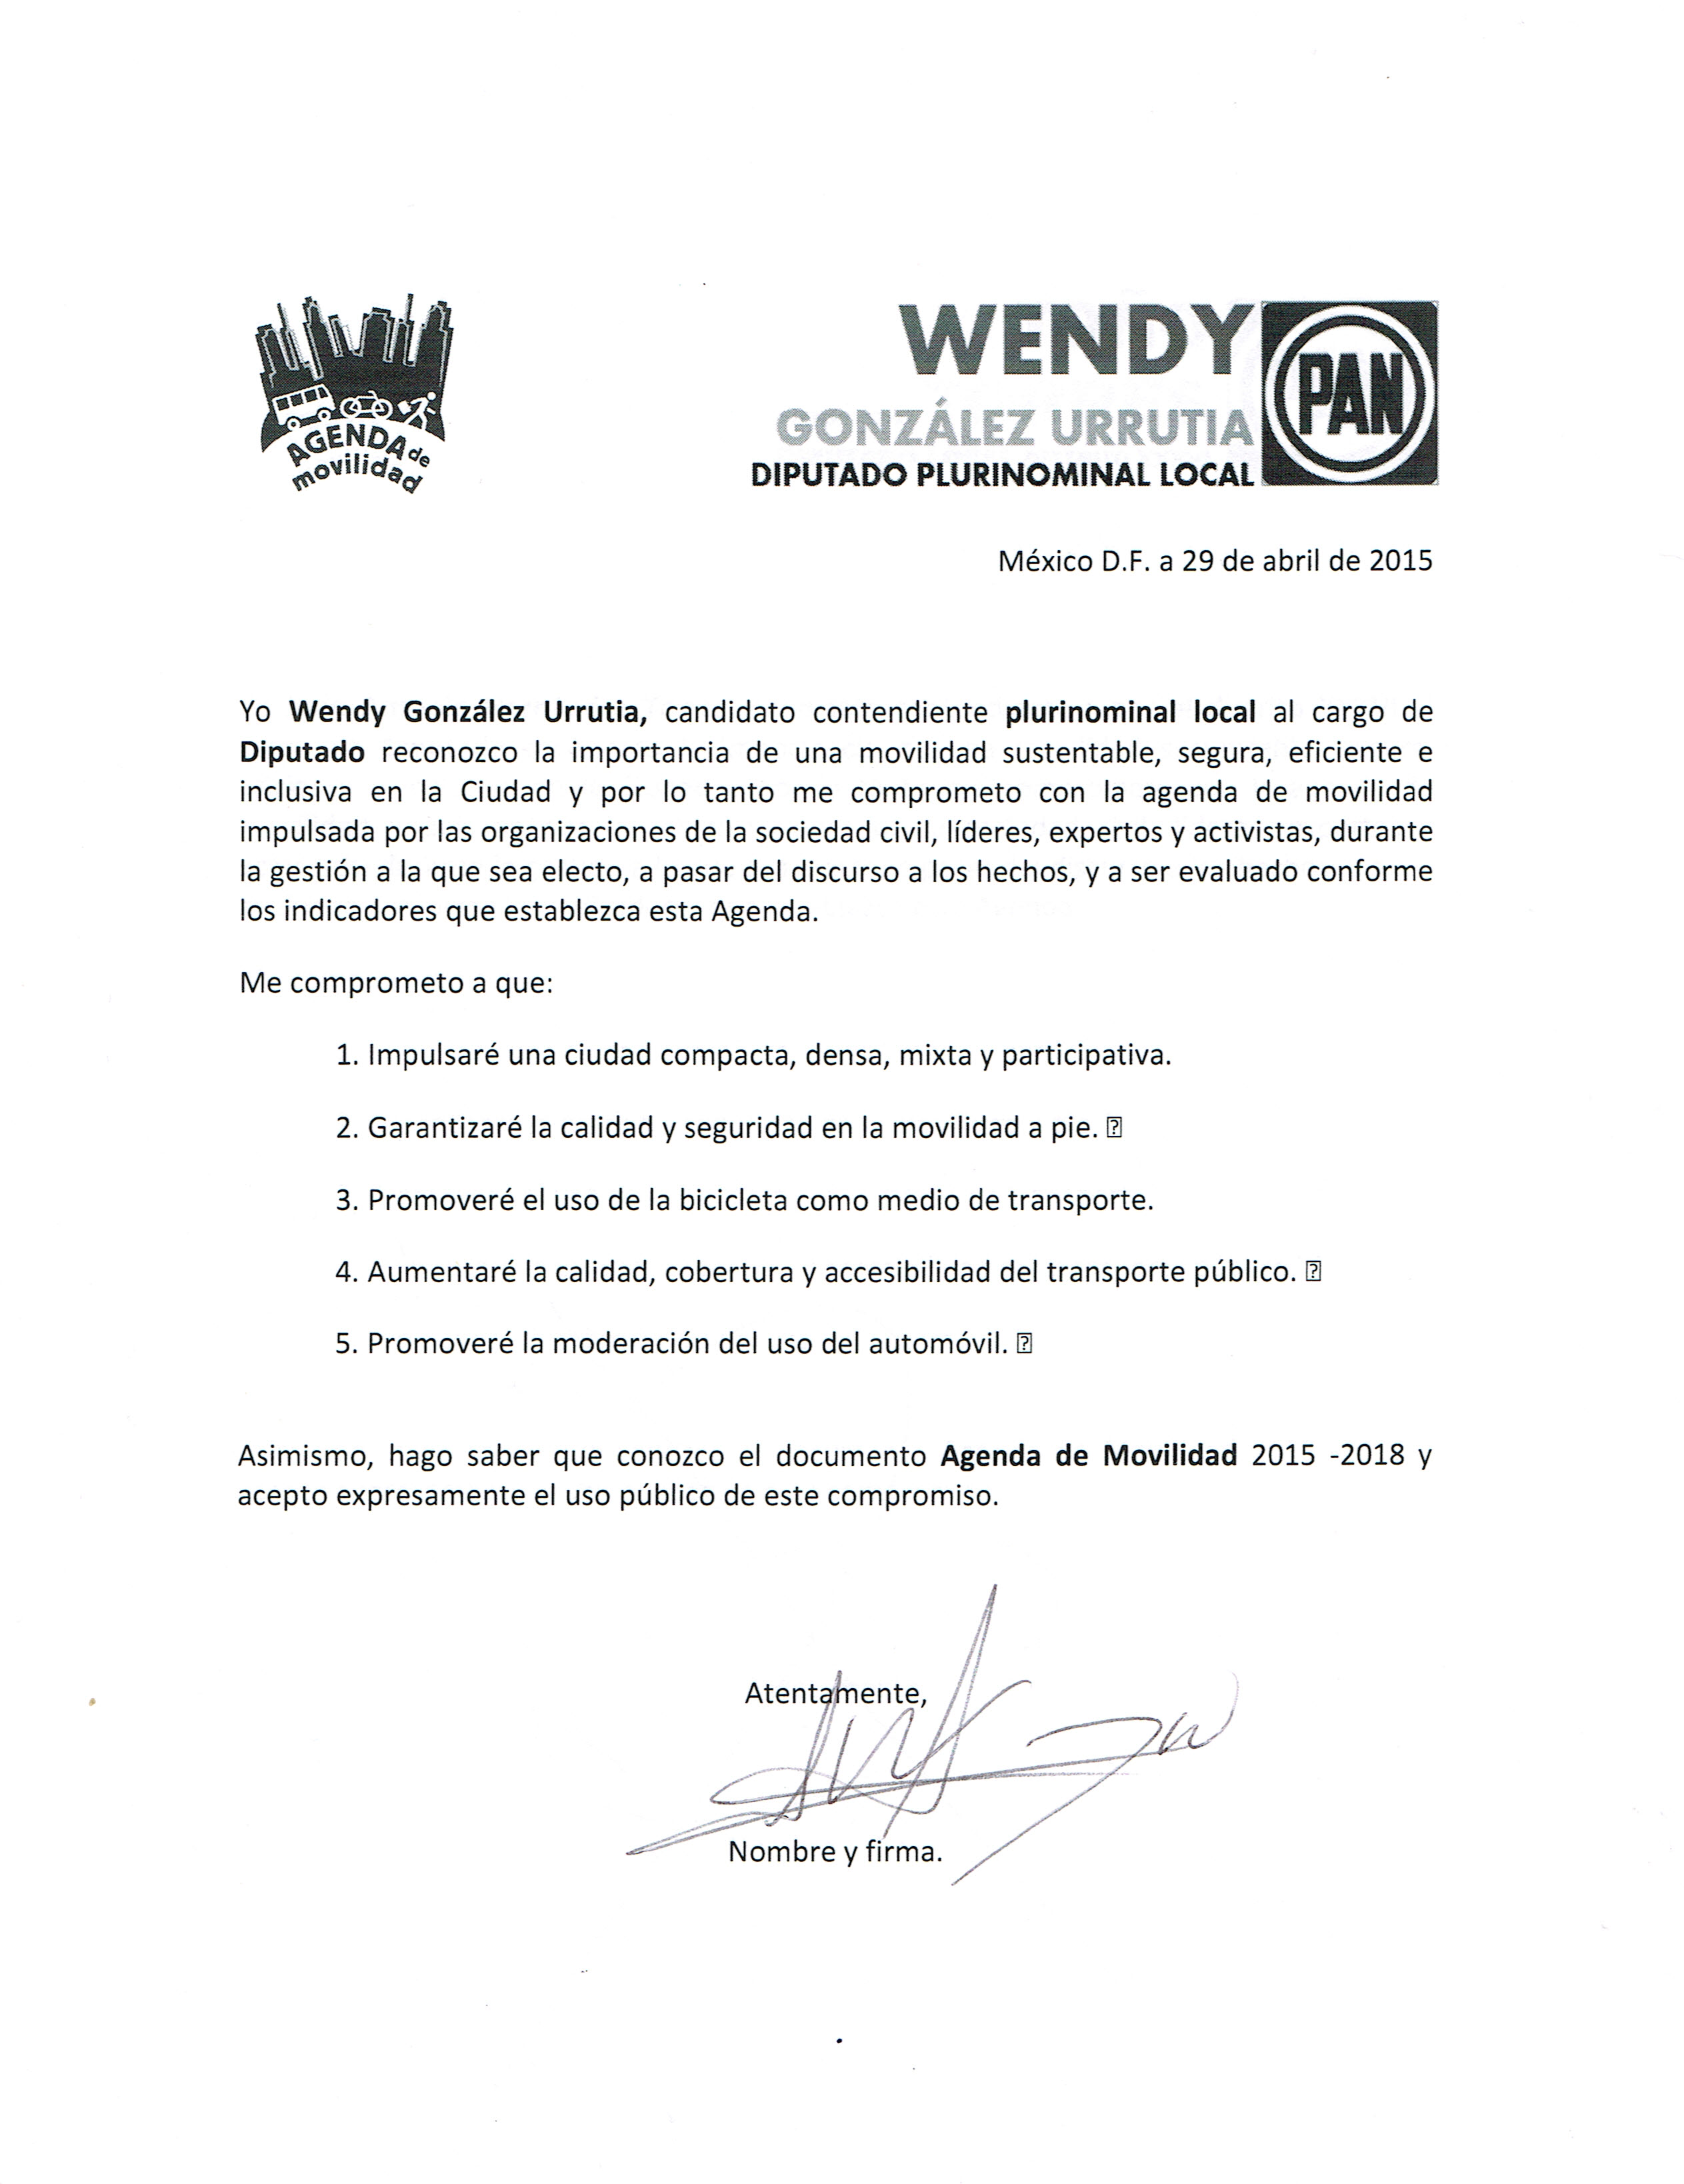 AGENDA de
movilidad
WENDY
GONZÁLEZ URRUTIA
DIPUTADO PLURINOMINAL LOCAL
PAN
México D.F. a 29 de abril de 2015
Yo Wendy González Urrutia, candidato contendiente plurinominal local al cargo de
Diputado reconozco la importancia de una movilidad sustentable, segura, eficiente e
inclusiva en la Ciudad y por lo tanto me comprometo con la agenda de movilidad
impulsada por las organizaciones de la sociedad civil, líderes, expertos y activistas, durante
la gestión a la que sea electo, a pasar del discurso a los hechos, y a ser evaluado conforme
los indicadores que establezca esta Agenda.
Me comprometo a que:
1. Impulsaré una ciudad compacta, densa, mixta y participativa.
2. Garantizaré la calidad y seguridad en la movilidad a pie. 
3. Promoveré el uso de la bicicleta como medio de transporte.
4. Aumentaré la calidad, cobertura y accesibilidad del transporte público. 
5. Promoveré la moderación del uso del automóvil. 
Asimismo, hago saber que conozco el documento Agenda de Movilidad 2015 -2018 y
acepto expresamente el uso público de este compromiso.
Atentamente,
Nombre y firma.